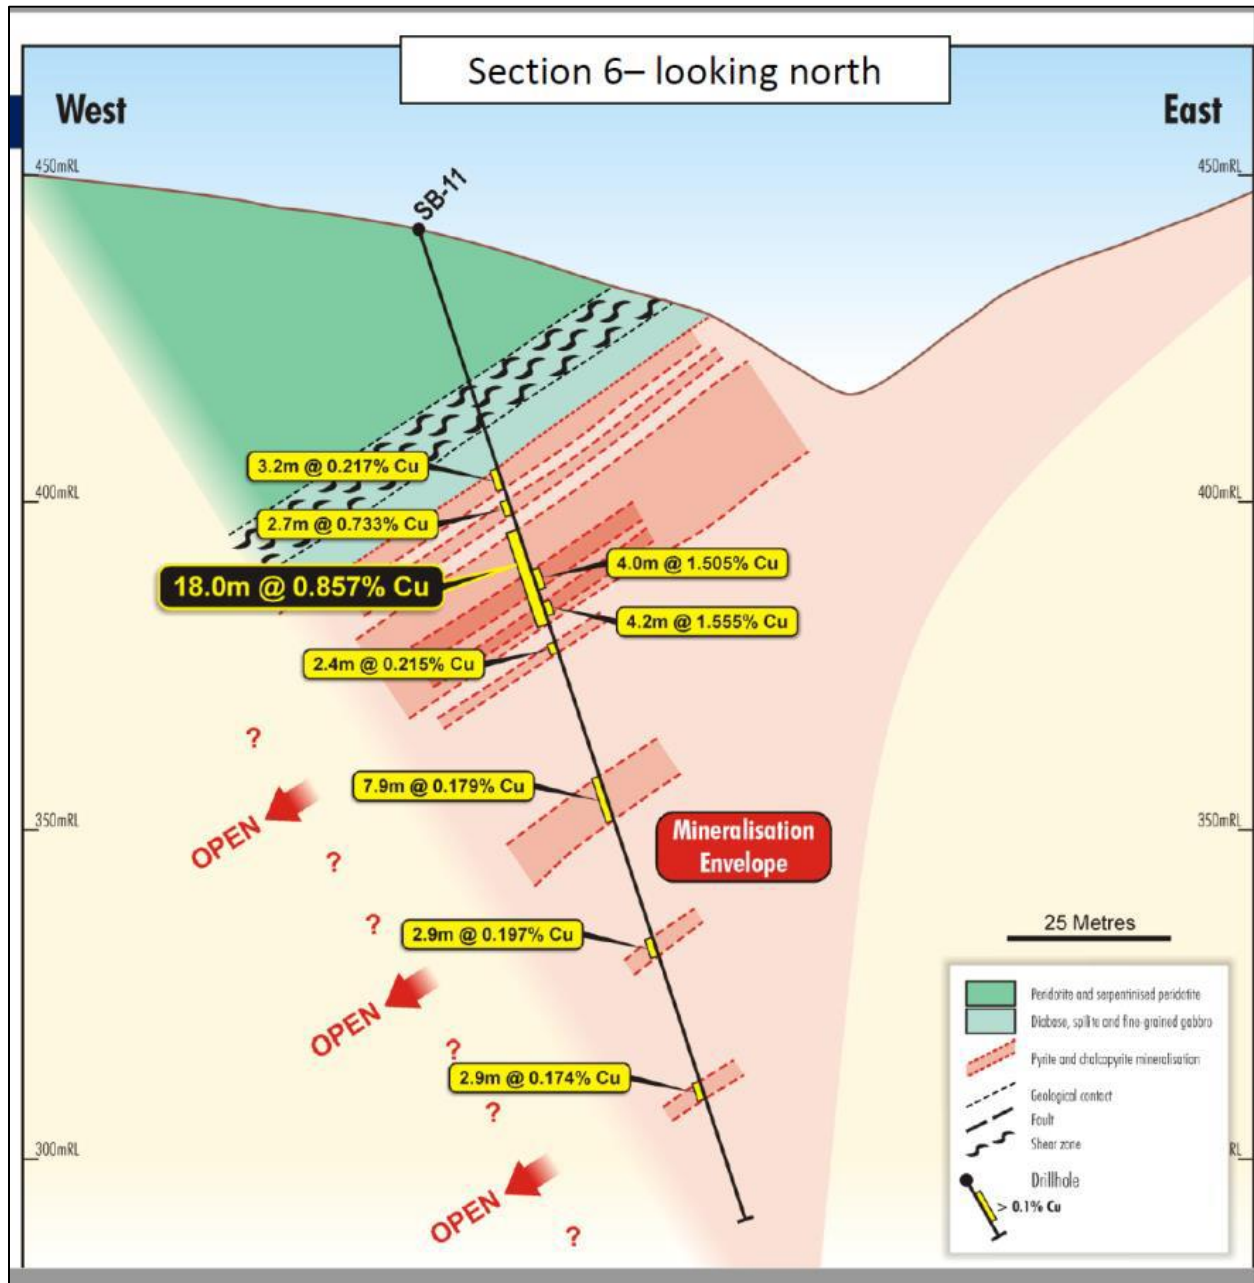 Section 6– looking north
West
East
450mRL
450mRL
SB-11
3.2m @ 0.217% Cu
400mRL
400mRL
2.7m @ 0.733% Cu
4.0m @ 1.505% Cu
18.0m @ 0.857% Cu
4.2m @ 1.555% Cu
2.4m @ 0.215% Cu
?
7.9m @ 0.179% Cu
OPEN
350mRL
350mRL
Mineralisation
Envelope
?
?
2.9m @ 0.197% Cu
25 Metres
OPEN
?
2.9m @ 0.174% Cu
?
300mRL
RL
OPEN
?
Peridotite and serpentinised peridotite
Diabase, spilite and fine-grained gabbro
Pyrite and chalcopyrite mineralisation
Geological contact
Fault
Shear zone
Drillhole
> 0.1% Cu